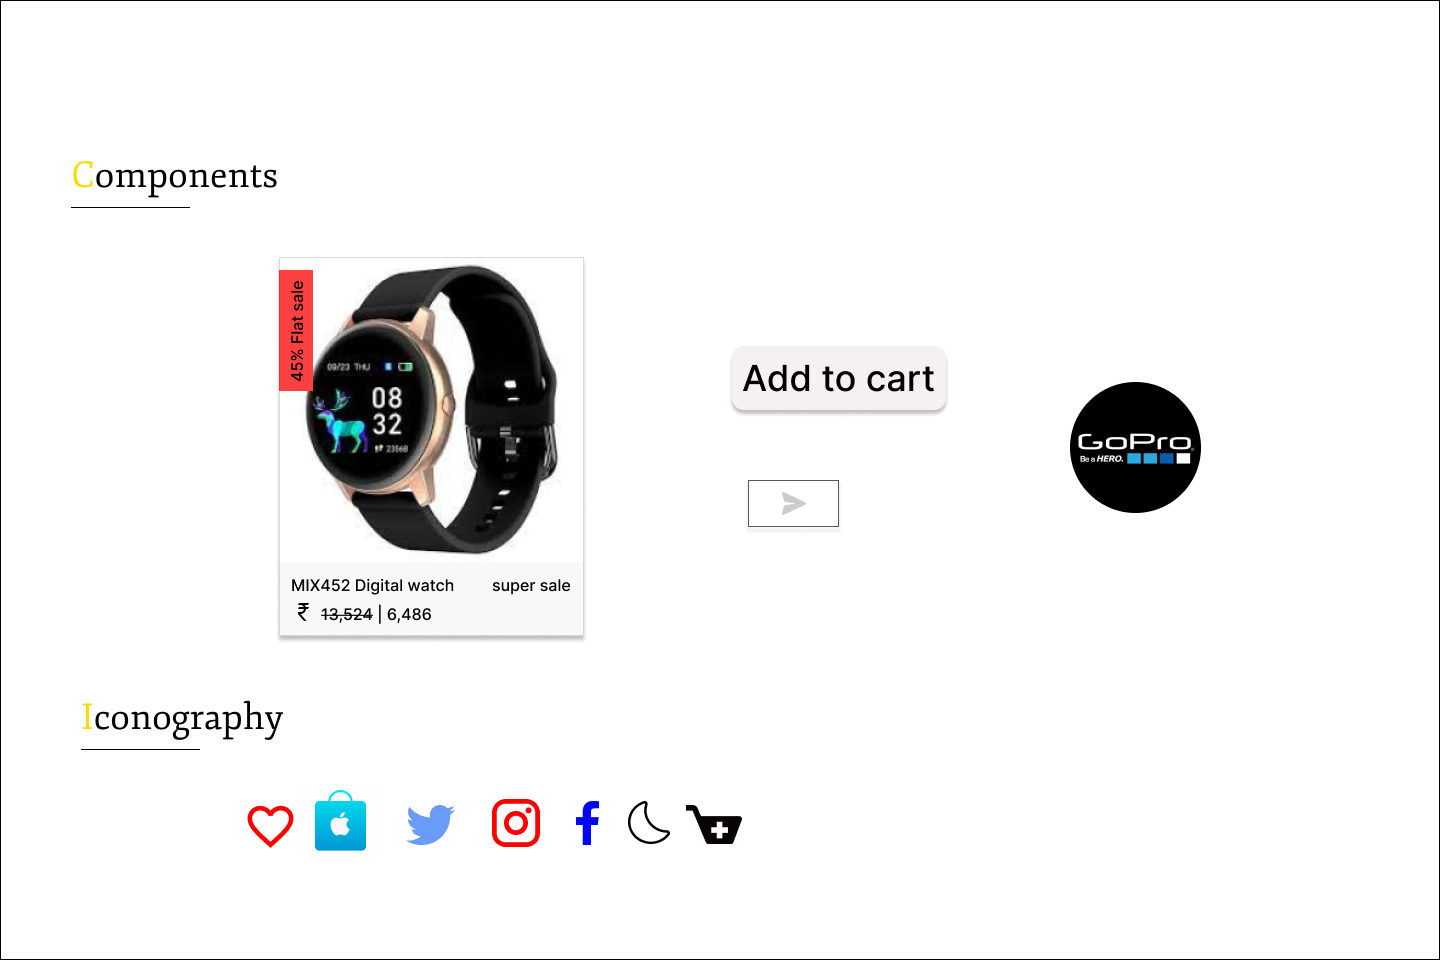 Components
45% Flat sale
09/23 THU
08
32
23568
MIX452 Digital watch super sale
₹ 13,524 | 6,486
Add to cart
GoPro
Be a HERO.
Iconography